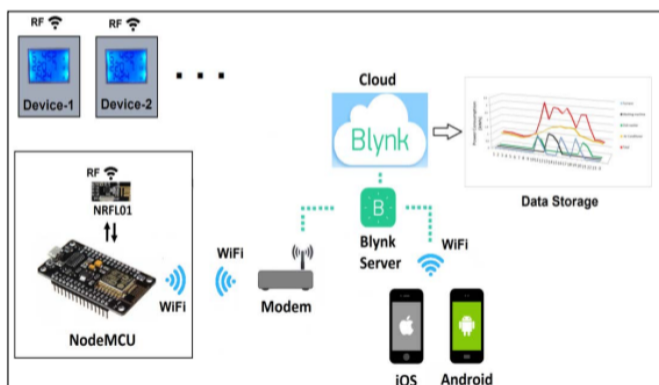 RF
RF
Device-1
Device-2
Cloud
Blynk
Data Storage
RF
NRFL01
WiFi
NodeMCU
WiFi
Modem
B
Blynk
Server
WiFi
iOS
Android